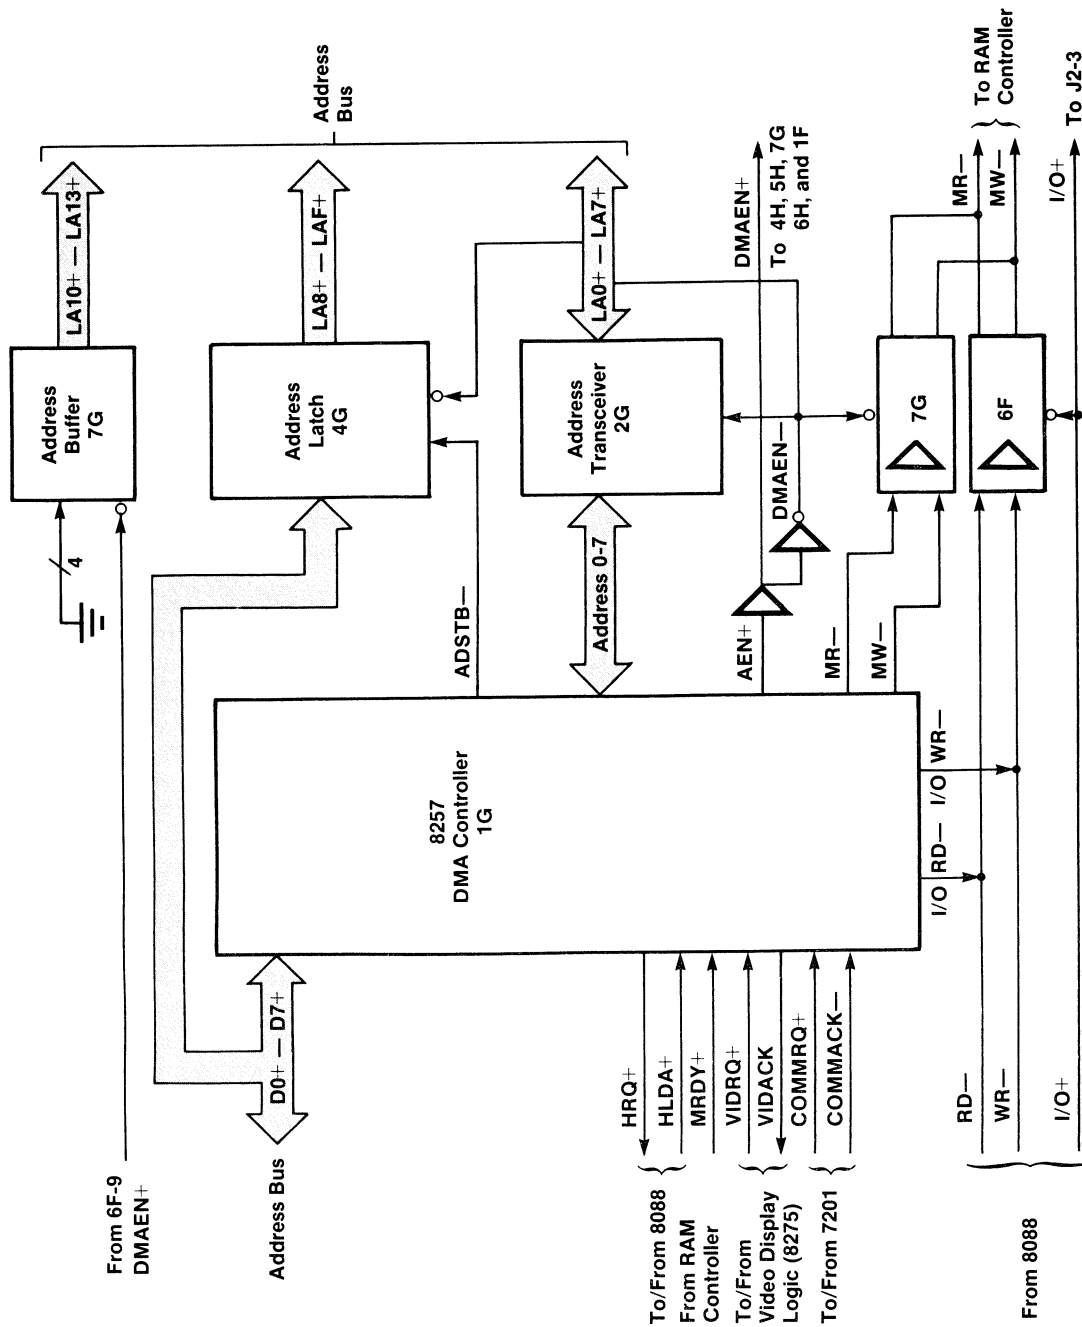 From 6F-9
DMAEN+
4
Address
Buffer
7G
LA10+ — LA13+
Address Bus
D0+ — D7+
Address
Latch
4G
LA8+ — LAF+
Address
Bus
ADSTB—
Address 0-7
Address
Transceiver
2G
LA0+ — LA7+
8257
DMA Controller
1G
AEN+
DMAEN—
DMAEN+
To 4H, 5H, 7G
6H, and 1F
MR—
MW—
7G
6F
MR—
MW—
To RAM
Controller
I/O+
To J2-3
I/O RD—
I/O WR—
To/From 8088
From RAM
Controller
To/From
Video Display
Logic (8275)
To/From 7201
HRQ+
HLDA+
MRDY+
VIDRQ+
VIDACK
COMMRQ+
COMMACK—
From 8088
RD—
WR—
I/O+